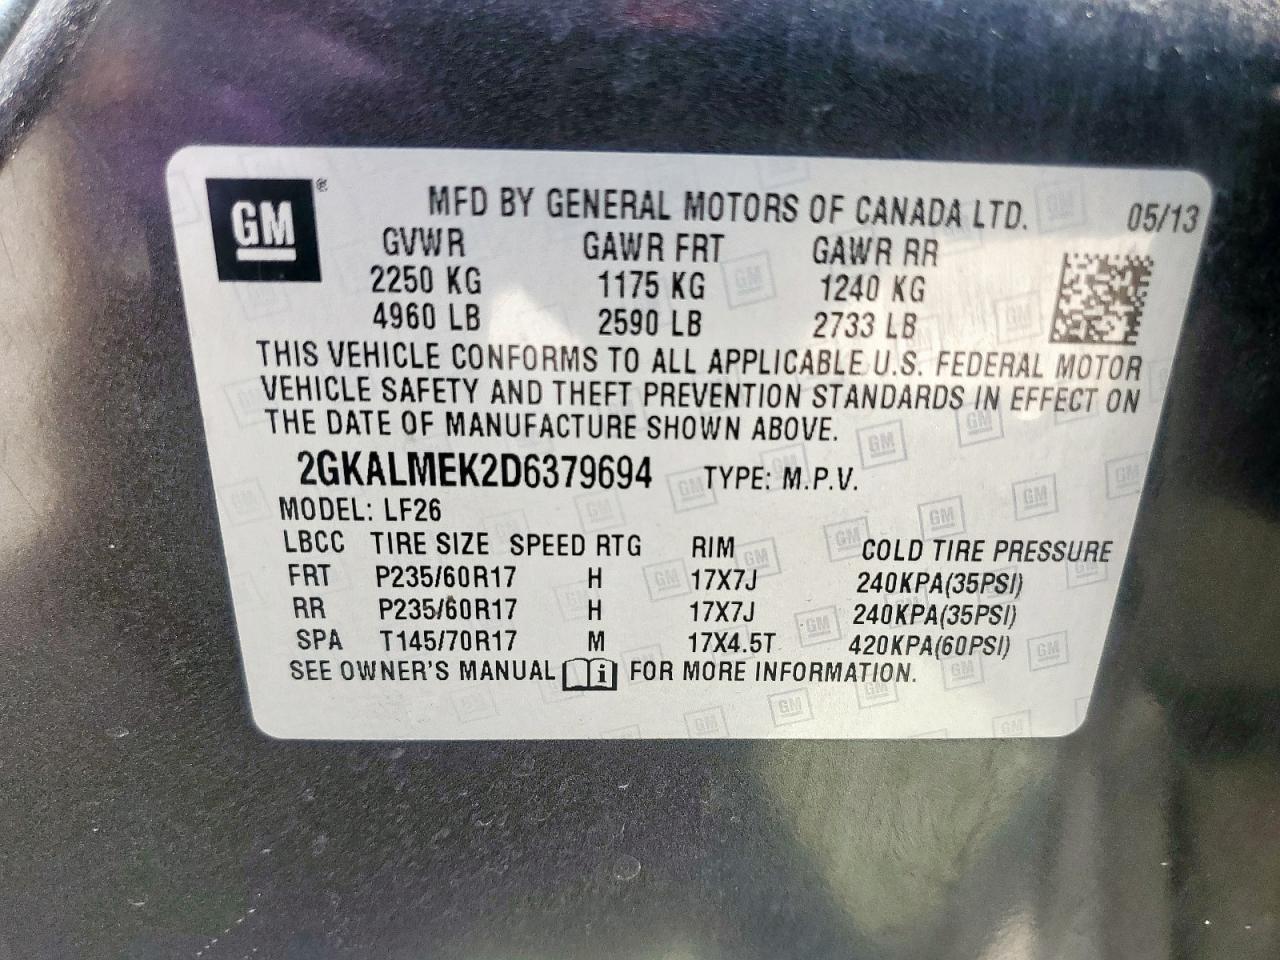 GM ®
MFD BY GENERAL MOTORS OF CANADA LTD. 05/13
GVWR GAWR FRT GAWR RR
2250 KG 1175 KG 1240 KG
4960 LB 2590 LB 2733 LB
THIS VEHICLE CONFORMS TO ALL APPLICABLE U.S. FEDERAL MOTOR
VEHICLE SAFETY AND THEFT PREVENTION STANDARDS IN EFFECT ON
THE DATE OF MANUFACTURE SHOWN ABOVE.
2GKALMEK2D6379694 TYPE: M.P.V.
MODEL: LF26
LBCC TIRE SIZE SPEED RTG RIM COLD TIRE PRESSURE
FRT P235/60R17 H 17X7J 240KPA(35PSI)
RR P235/60R17 H 17X7J 240KPA(35PSI)
SPA T145/70R17 M 17X4.5T 420KPA(60PSI)
SEE OWNER'S MANUAL i FOR MORE INFORMATION.